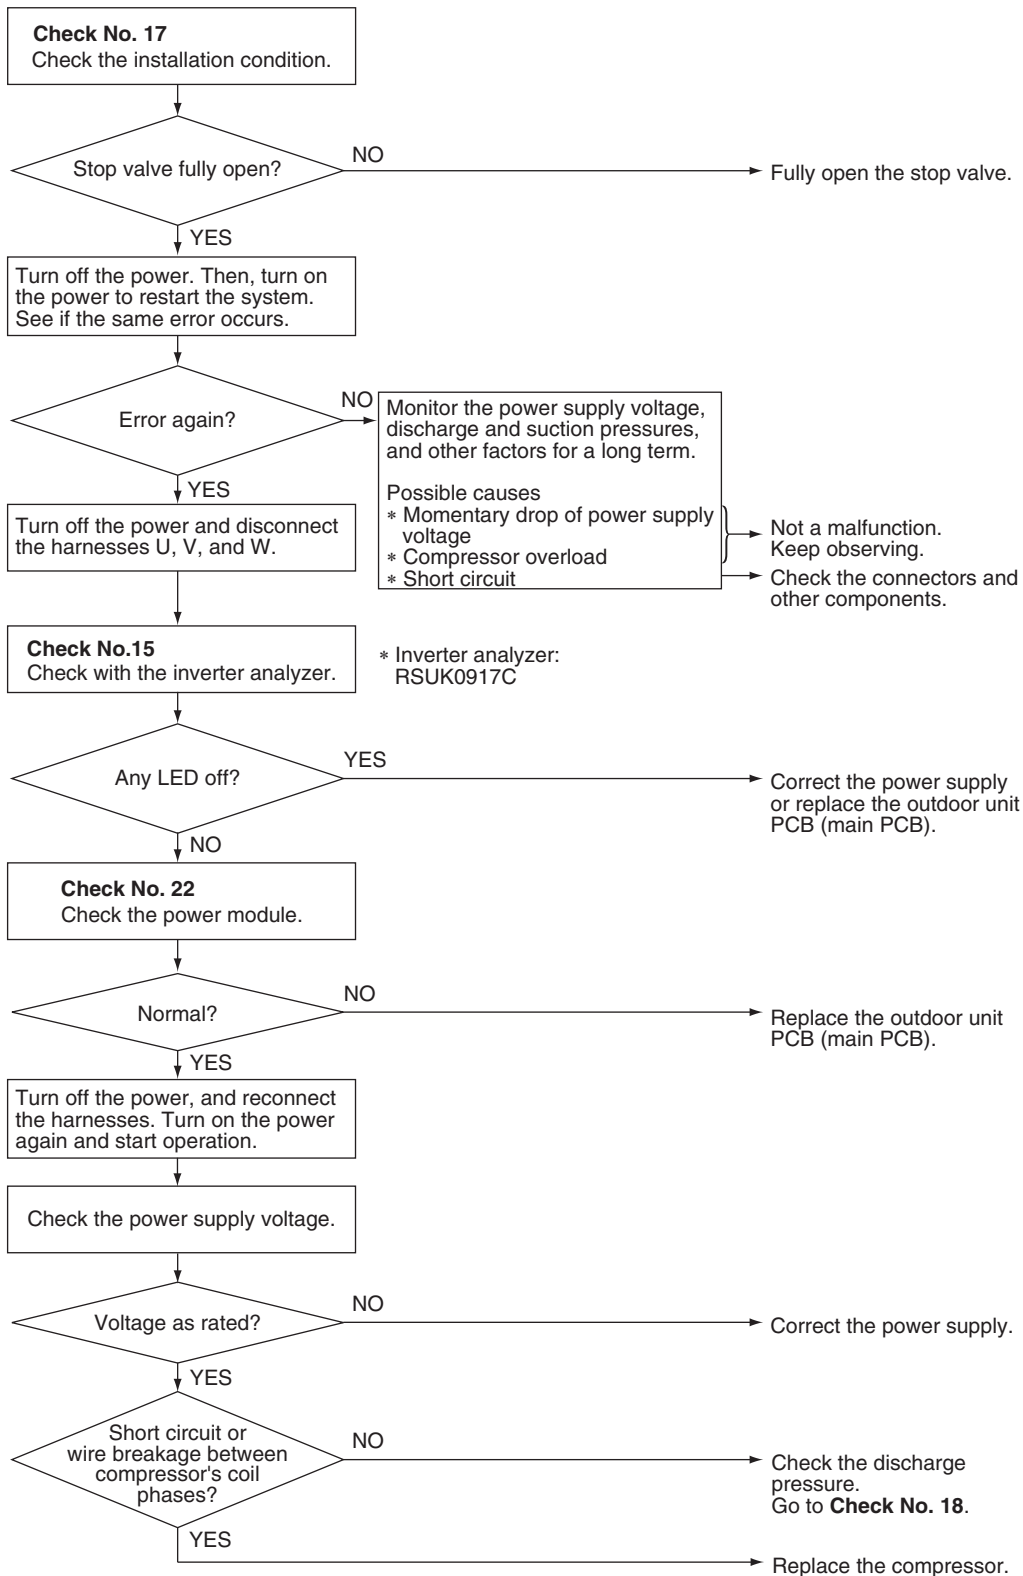 Check No. 17
Check the installation condition.
Stop valve fully open?
NO
Fully open the stop valve.
YES
Turn off the power. Then, turn on
the power to restart the system.
See if the same error occurs.
Error again?
NO
Monitor the power supply voltage,
discharge and suction pressures,
and other factors for a long term.
Possible causes
∗ Momentary drop of power supply
voltage
∗ Compressor overload
∗ Short circuit
Not a malfunction.
Keep observing.
Check the connectors and
other components.
YES
Turn off the power and disconnect
the harnesses U, V, and W.
Check No.15
Check with the inverter analyzer.
∗ Inverter analyzer:
RSUK0917C
Any LED off?
YES
Correct the power supply
or replace the outdoor unit
PCB (main PCB).
NO
Check No. 22
Check the power module.
Normal?
NO
Replace the outdoor unit
PCB (main PCB).
YES
Turn off the power, and reconnect
the harnesses. Turn on the power
again and start operation.
Check the power supply voltage.
Voltage as rated?
NO
Correct the power supply.
YES
Short circuit or
wire breakage between
compressor's coil
phases?
NO
Check the discharge
pressure.
Go to Check No. 18.
YES
Replace the compressor.